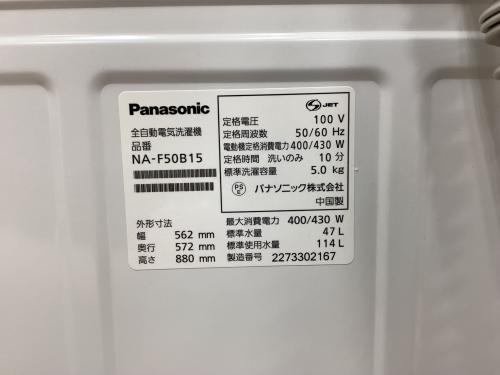 Panasonic
全自動電気洗濯機
品番
NA-F50B15
JET
定格電圧 100 V
定格周波数 50/60 Hz
電動機定格消費電力 400/430 W
定格時間 洗いのみ 10 分
標準洗濯容量 5.0 kg
PS
E
パナソニック株式会社
中国製
外形寸法
幅 562 mm
奥行 572 mm
高さ 880 mm
最大消費電力 400/430 W
標準水量 47 L
標準使用水量 114 L
製造番号 2273302167